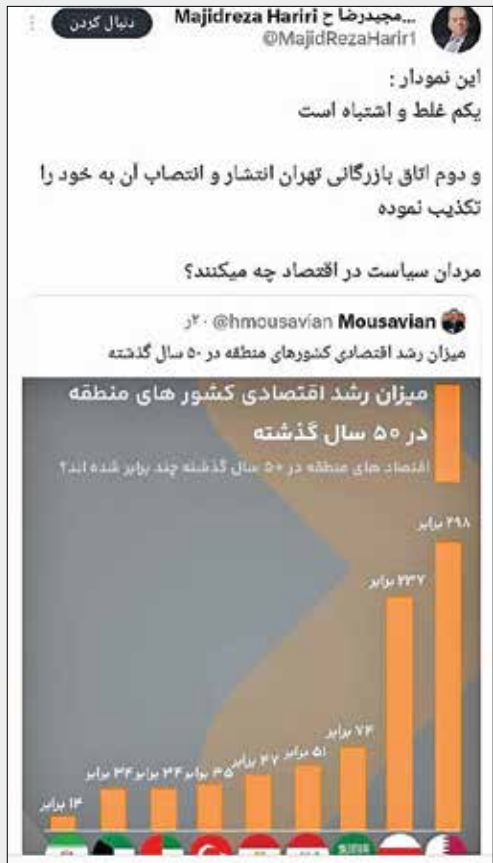 مجیدرضا ح Majidreza Hariri...
دنبال کردن
@MajidRezaHarir1
این نمودار :
یکم غلط و اشتباه است
و دوم اتاق بازرگانی تهران انتشار و انتصاب آن به خود را
تکذیب نموده
مردان سیاست در اقتصاد چه میکنند؟
Mousavian @hmousavian · ۲۰ر
میزان رشد اقتصادی کشورهای منطقه در ۵۰ سال گذشته
میزان رشد اقتصادی کشور های منطقه
در ۵۰ سال گذشته
اقتصاد های منطقه در ۵۰ سال گذشته چند برابر شده اند؟
۲۹۸ برابر
۲۳۷ برابر
۷۴ برابر
۵۱ برابر
۴۷ برابر
۳۵ برابر
۳۴ برابر
۳۴ برابر
۱۴ برابر